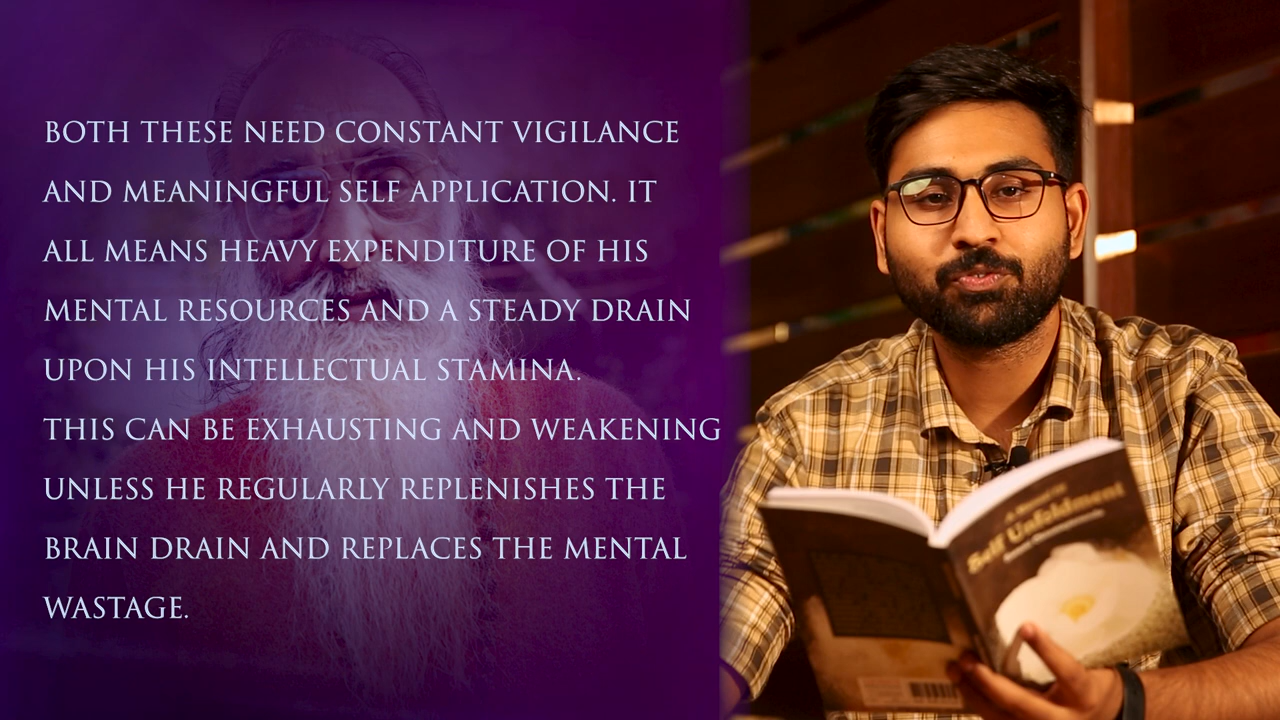 BOTH THESE NEED CONSTANT VIGILANCE
AND MEANINGFUL SELF APPLICATION. IT
ALL MEANS HEAVY EXPENDITURE OF HIS
MENTAL RESOURCES AND A STEADY DRAIN
UPON HIS INTELLECTUAL STAMINA.
THIS CAN BE EXHAUSTING AND WEAKENING
UNLESS HE REGULARLY REPLENISHES THE
BRAIN DRAIN AND REPLACES THE MENTAL
WASTAGE.
A Manual of
Self Unfoldment